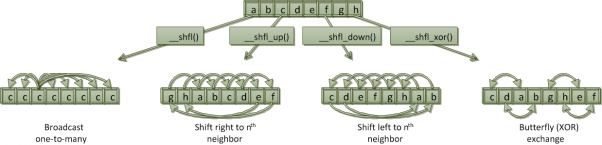 a b c d e f g h
__shfl() __shfl_up() __shfl_down() __shfl_xor()
c c c c c c c c g h a b c d e f c d e f g h a b c d a b g h e f
Broadcast
one-to-many
Shift right to nth
neighbor
Shift left to nth
neighbor
Butterfly (XOR)
exchange